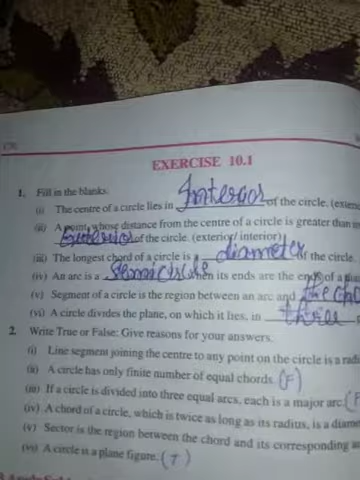 EXERCISE 10.1
1. Fill in the blanks.
(i) The centre of a circle lies in Interior of the circle. (exterio
(ii) A point, whose distance from the centre of a circle is greater than it
of the circle. (exterior/ interior)
(iii) The longest chord of a circle is a diameter of the circle.
(iv) An arc is a when its ends are the ends of a
(v) Segment of a circle is the region between an arc and the
(vi) A circle divides the plane, on which it lies, in three
2. Write True or False: Give reasons for your answers.
(i) Line segment joining the centre to any point on the circle is a radi
(ii) A circle has only finite number of equal chords. (F)
(iii) If a circle is divided into three equal arcs, each is a major arc. (F
(iv) A chord of a circle, which is twice as long as its radius, is a diame
(v) Sector is the region between the chord and its corresponding a
(vi) A circle is a plane figure. (T)